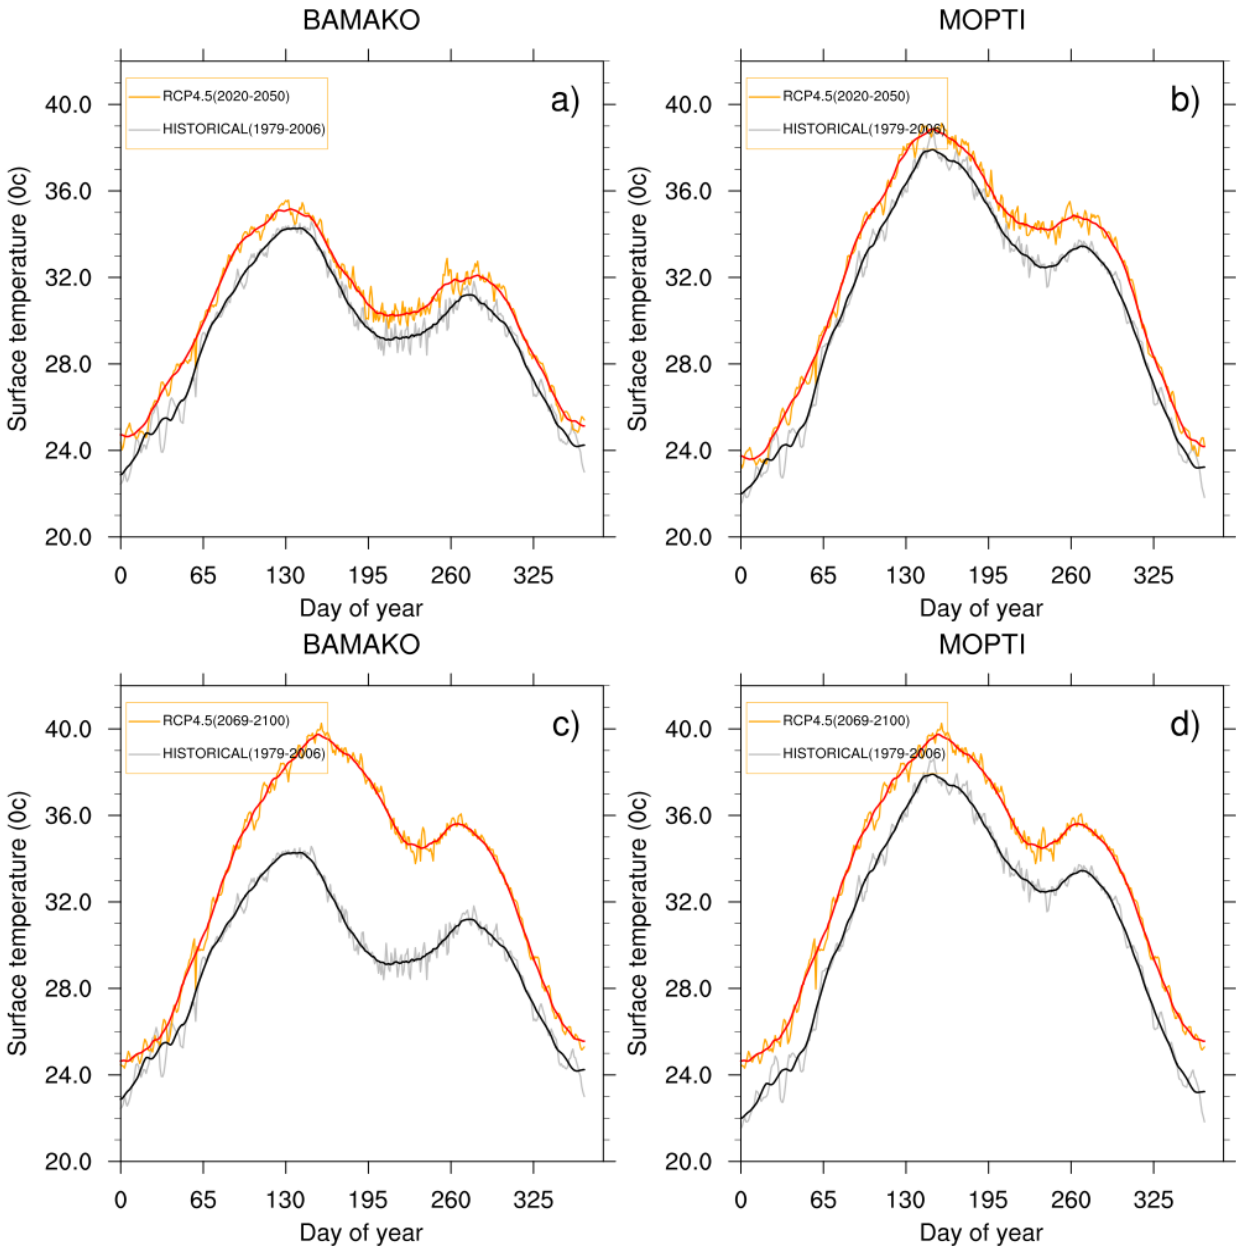 BAMAKO
MOPTI
a)
RCP4.5(2020-2050)
HISTORICAL(1979-2006)
40.0
36.0
32.0
28.0
24.0
20.0
Surface temperature (0c)
0 65 130 195 260 325
Day of year
b)
RCP4.5(2020-2050)
HISTORICAL(1979-2006)
40.0
36.0
32.0
28.0
24.0
20.0
Surface temperature (0c)
0 65 130 195 260 325
Day of year
BAMAKO
MOPTI
c)
RCP4.5(2069-2100)
HISTORICAL(1979-2006)
40.0
36.0
32.0
28.0
24.0
20.0
Surface temperature (0c)
0 65 130 195 260 325
Day of year
d)
RCP4.5(2069-2100)
HISTORICAL(1979-2006)
40.0
36.0
32.0
28.0
24.0
20.0
Surface temperature (0c)
0 65 130 195 260 325
Day of year